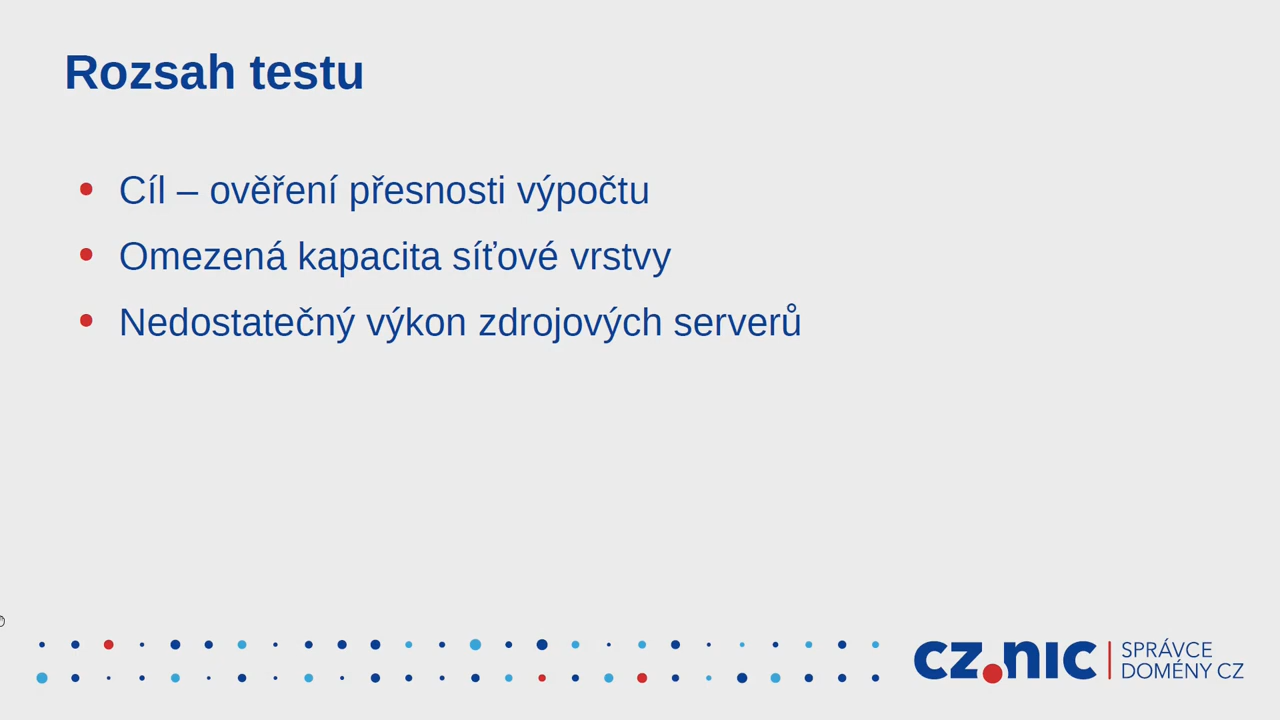 Rozsah testu
Cíl – ověření přesnosti výpočtu
Omezená kapacita síťové vrstvy
Nedostatečný výkon zdrojových serverů
cz.nic
SPRÁVCE
DOMÉNY CZ